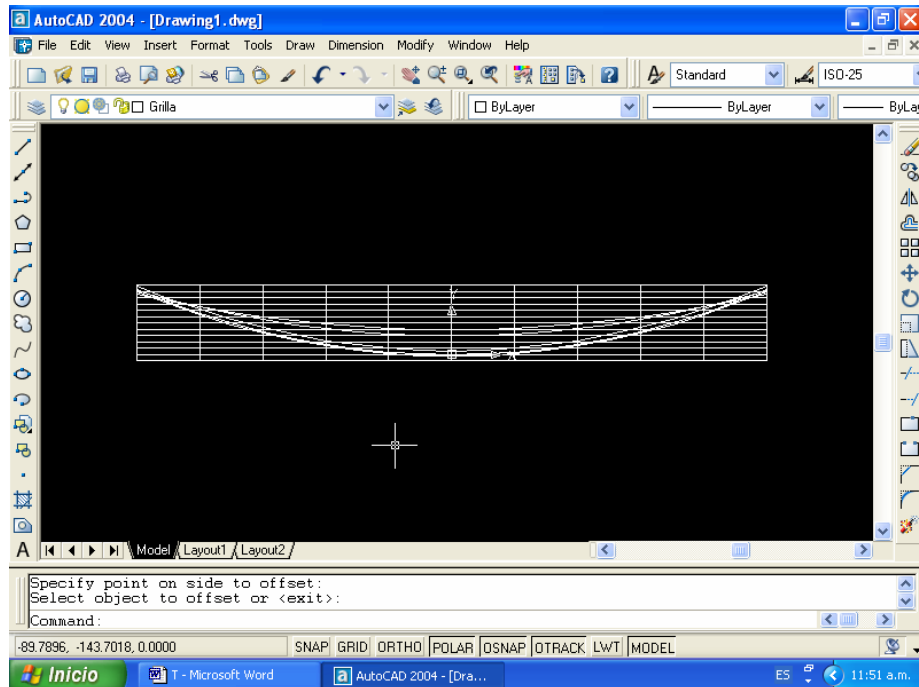 AutoCAD 2004 - [Drawing1.dwg]
File Edit View Insert Format Tools Draw Dimension Modify Window Help
Standard ISO-25
Grilla ByLayer ByLayer
Y
X
Model Layout1 Layout2
Specify point on side to offset:
Select object to offset or <exit>:
Command:
-89.7896, -143.7018, 0.0000 SNAP GRID ORTHO POLAR OSNAP OTRACK LWT MODEL
Inicio T - Microsoft Word AutoCAD 2004 - [Dra... ES 11:51 a.m.